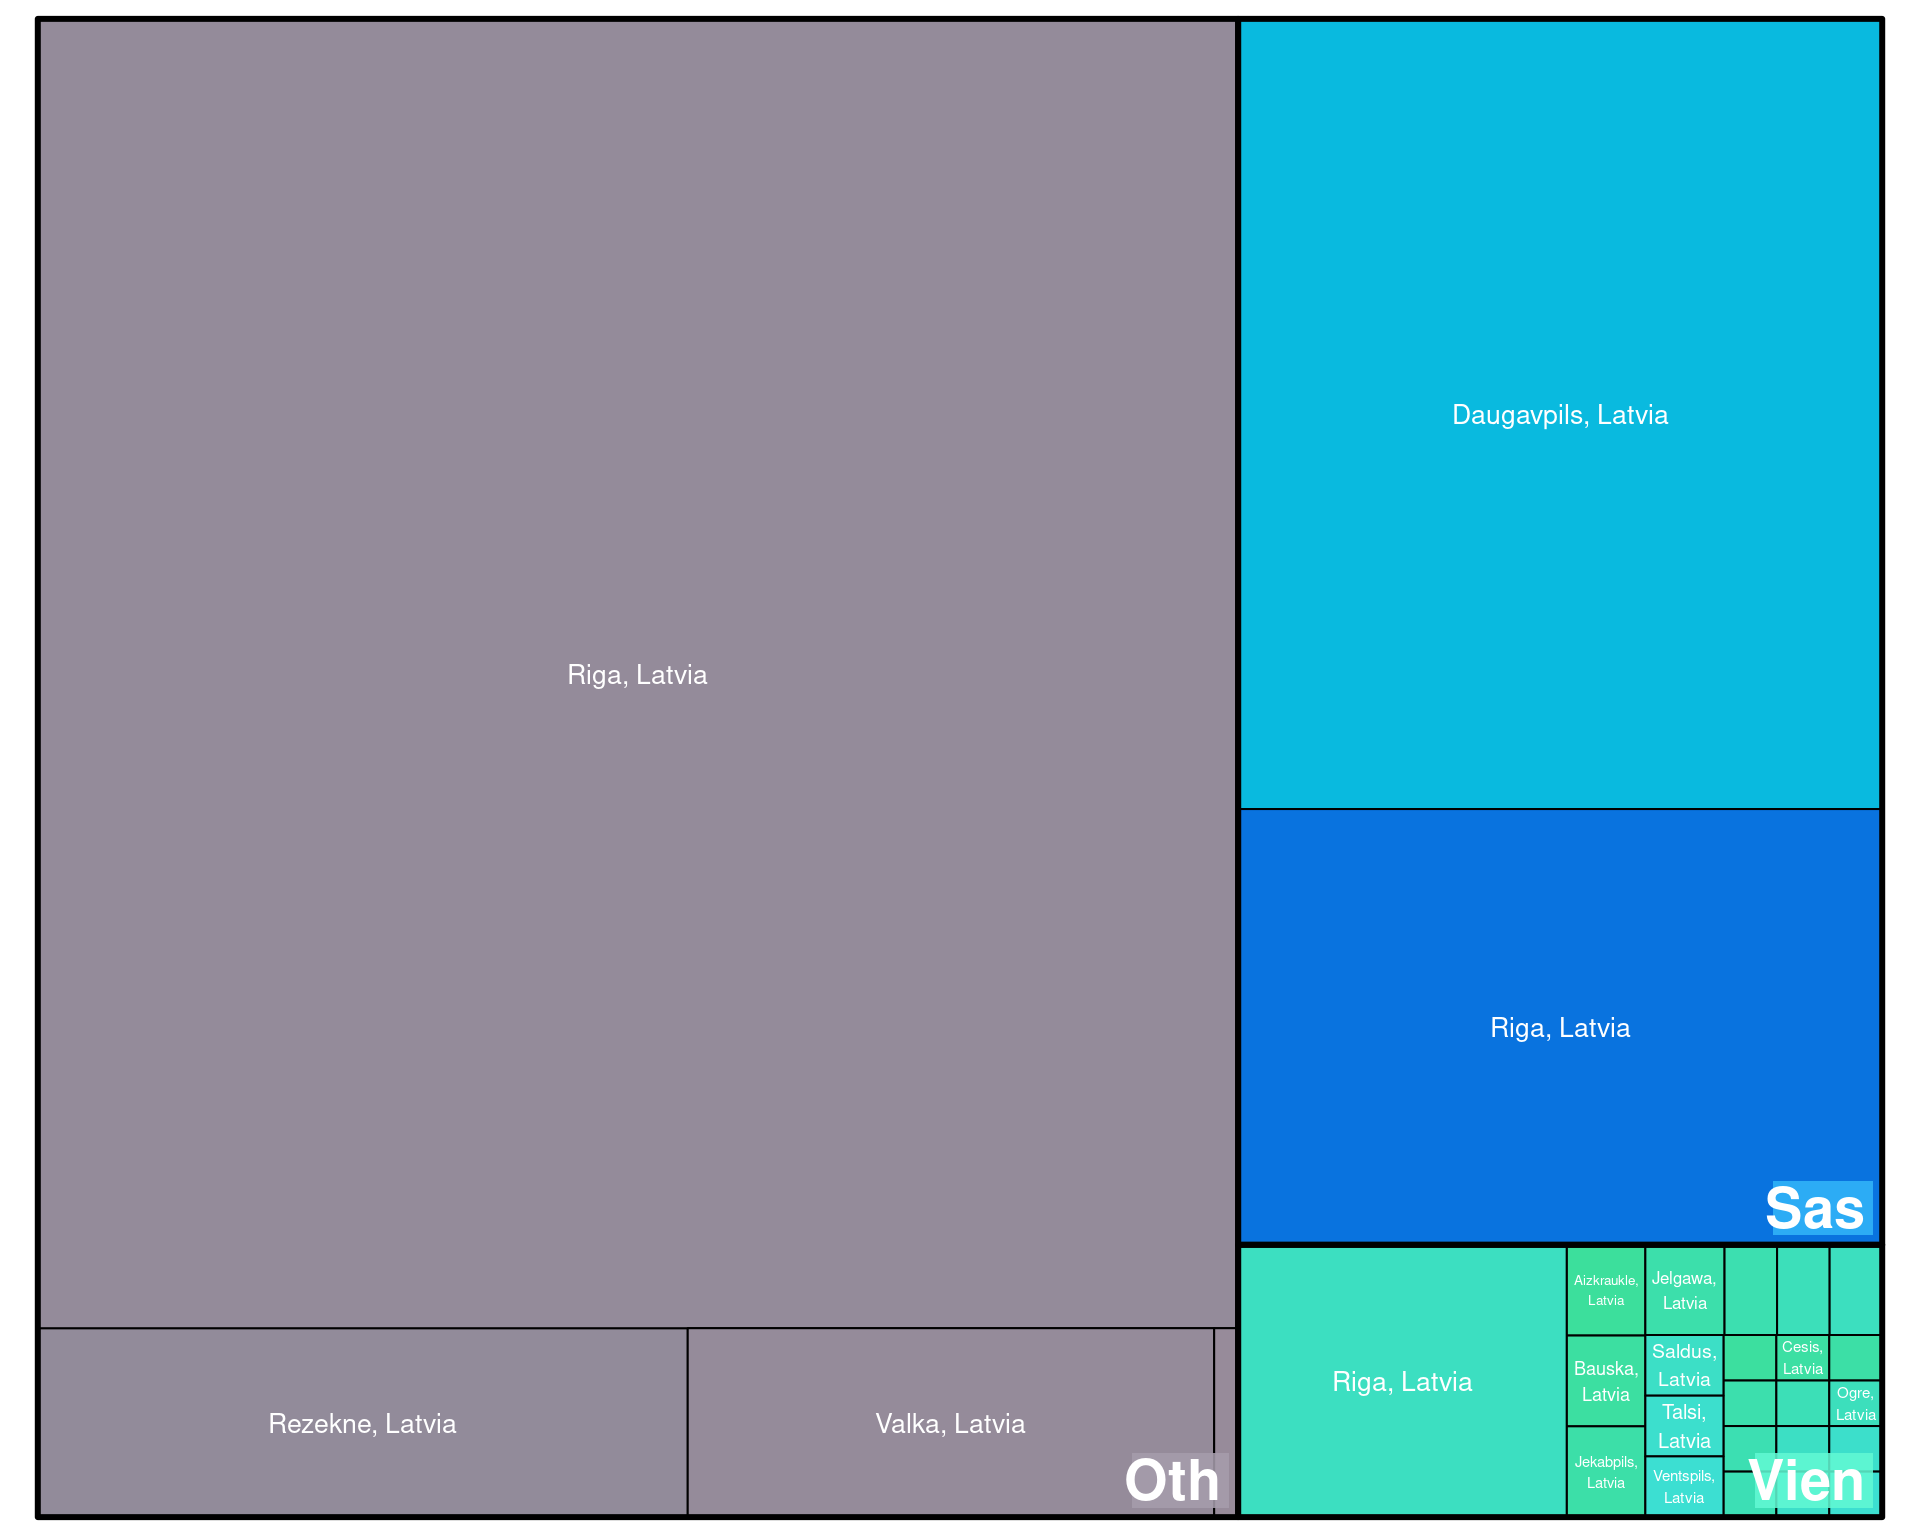 Riga, Latvia
Rezekne, Latvia
Valka, Latvia
Oth
Daugavpils, Latvia
Riga, Latvia
Sas
Riga, Latvia
Aizkraukle,
Latvia
Bauska,
Latvia
Jekabpils,
Latvia
Jelgawa,
Latvia
Saldus,
Latvia
Talsi,
Latvia
Ventspils,
Latvia
Cesis,
Latvia
Ogre,
Latvia
Vien